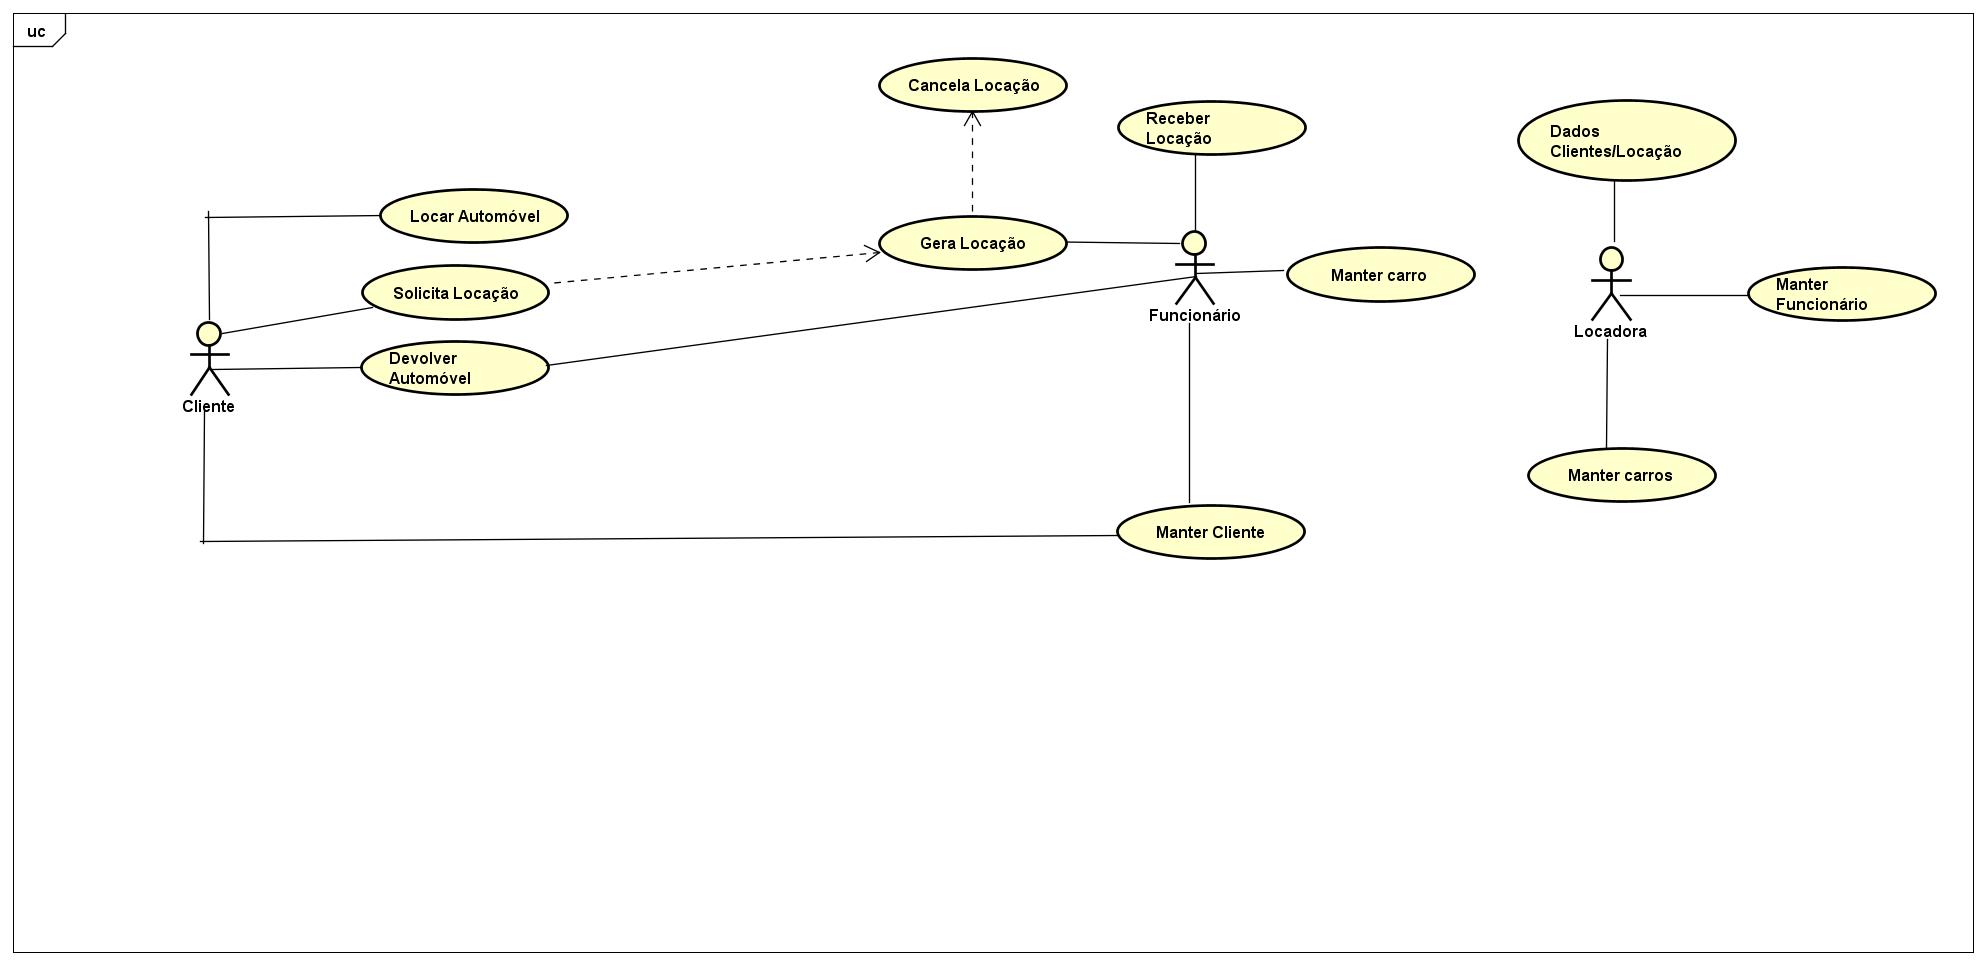 uc
Cancela Locação
Receber
Locação
Dados
Clientes/Locação
Locar Automóvel
Gera Locação
Manter carro
Solicita Locação
Manter
Funcionário
Funcionário
Locadora
Devolver
Automóvel
Cliente
Manter carros
Manter Cliente